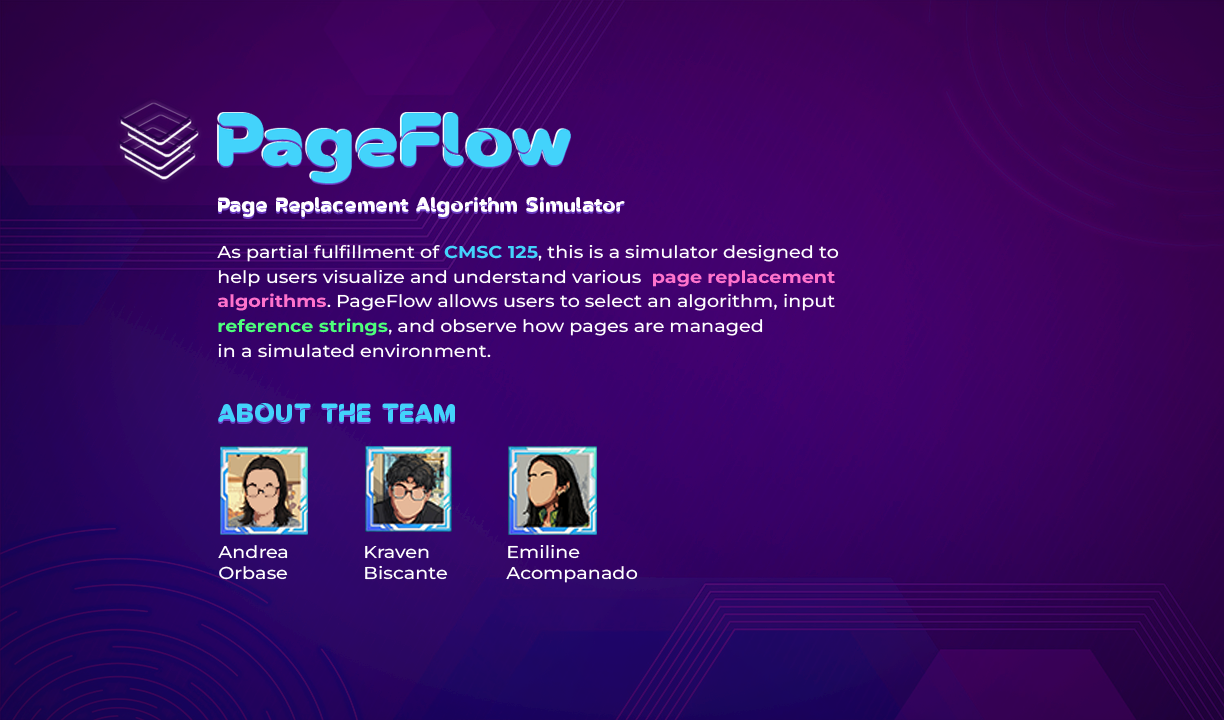 PageFlow
Page Replacement Algorithm Simulator
As partial fulfillment of CMSC 125, this is a simulator designed to
help users visualize and understand various page replacement
algorithms. PageFlow allows users to select an algorithm, input
reference strings, and observe how pages are managed
in a simulated environment.
ABOUT THE TEAM
Andrea
Orbase
Kraven
Biscante
Emiline
Acompanado